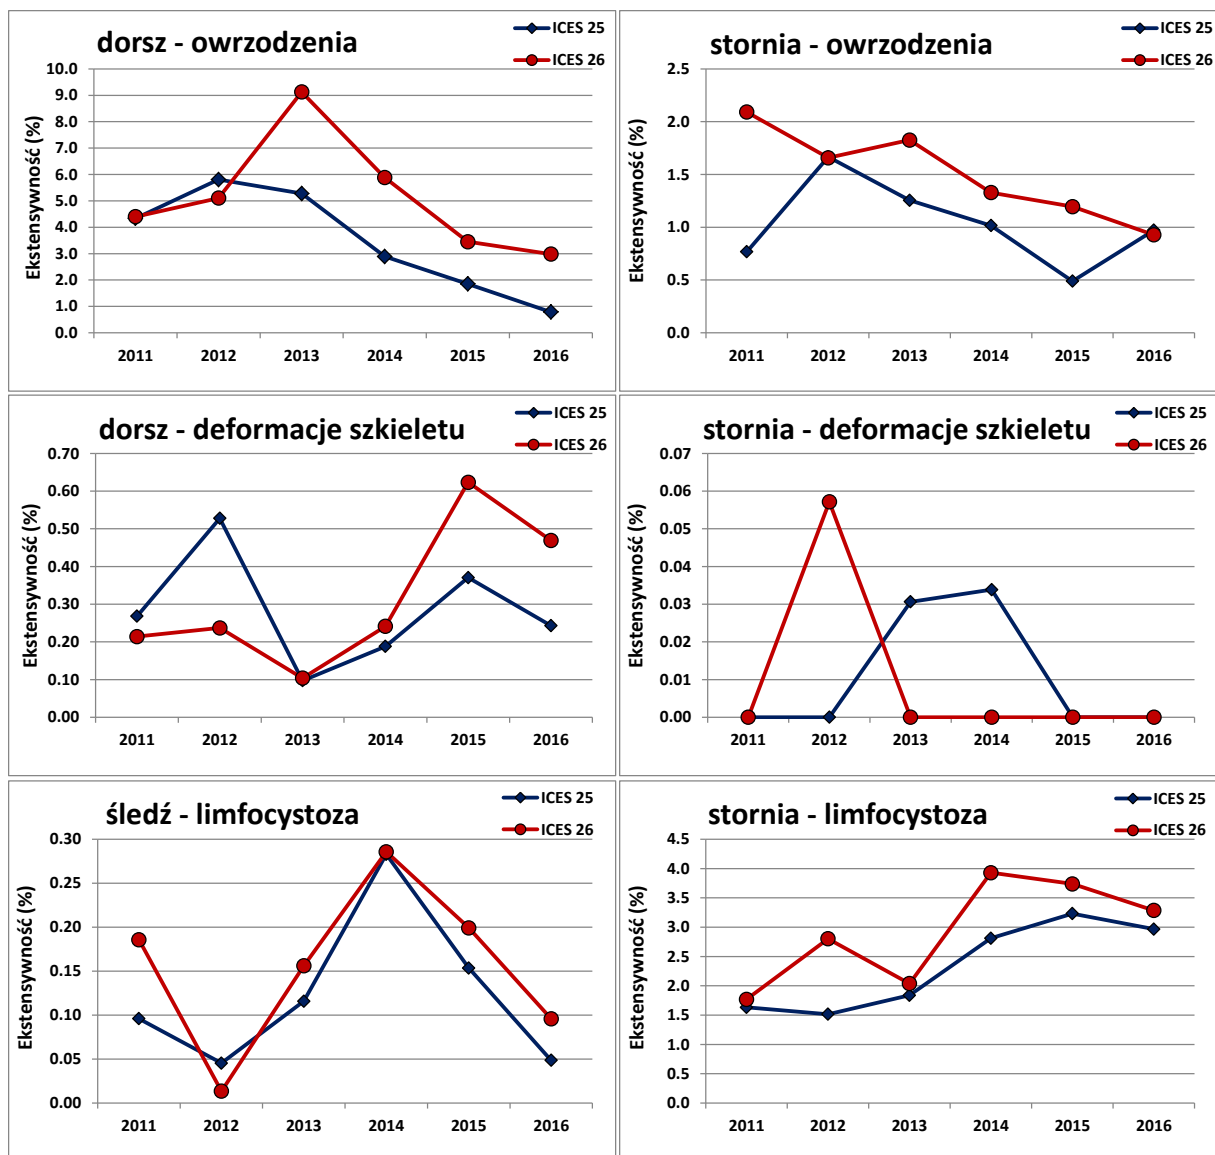 dorsz - owrzodzenia
ICES 25
ICES 26
Ekstensywność (%)
10.0
9.0
8.0
7.0
6.0
5.0
4.0
3.0
2.0
1.0
0.0
2011 2012 2013 2014 2015 2016
stornia - owrzodzenia
ICES 25
ICES 26
Ekstensywność (%)
2.5
2.0
1.5
1.0
0.5
0.0
2011 2012 2013 2014 2015 2016
dorsz - deformacje szkieletu
ICES 25
ICES 26
Ekstensywność (%)
0.70
0.60
0.50
0.40
0.30
0.20
0.10
0.00
2011 2012 2013 2014 2015 2016
stornia - deformacje szkieletu
ICES 25
ICES 26
Ekstensywność (%)
0.07
0.06
0.05
0.04
0.03
0.02
0.01
0.00
2011 2012 2013 2014 2015 2016
śledź - limfocystoza
ICES 25
ICES 26
Ekstensywność (%)
0.30
0.25
0.20
0.15
0.10
0.05
0.00
2011 2012 2013 2014 2015 2016
stornia - limfocystoza
ICES 25
ICES 26
Ekstensywność (%)
4.5
4.0
3.5
3.0
2.5
2.0
1.5
1.0
0.5
0.0
2011 2012 2013 2014 2015 2016